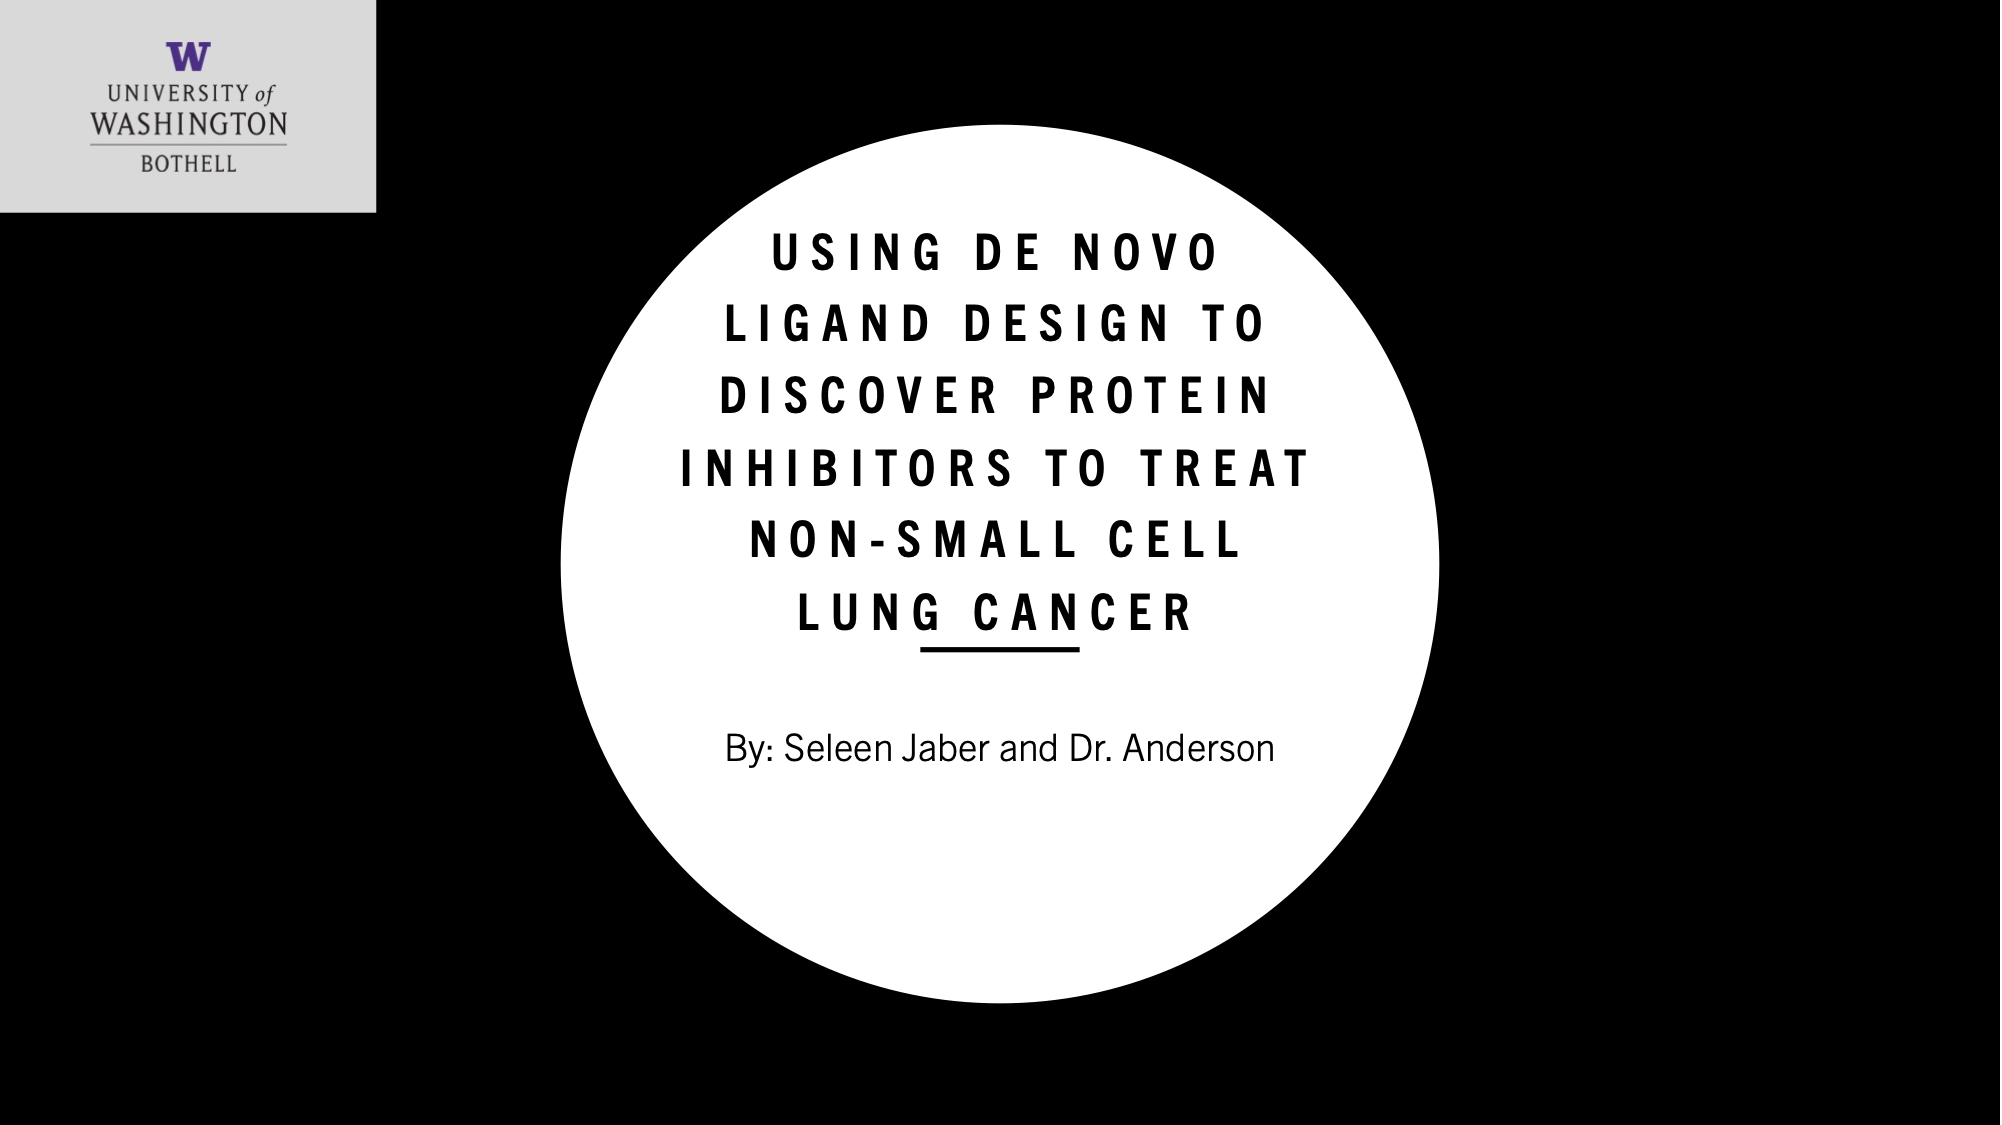 W
UNIVERSITY of
WASHINGTON
BOTHELL
USING DE NOVO
LIGAND DESIGN TO
DISCOVER PROTEIN
INHIBITORS TO TREAT
NON-SMALL CELL
LUNG CANCER
By: Seleen Jaber and Dr. Anderson